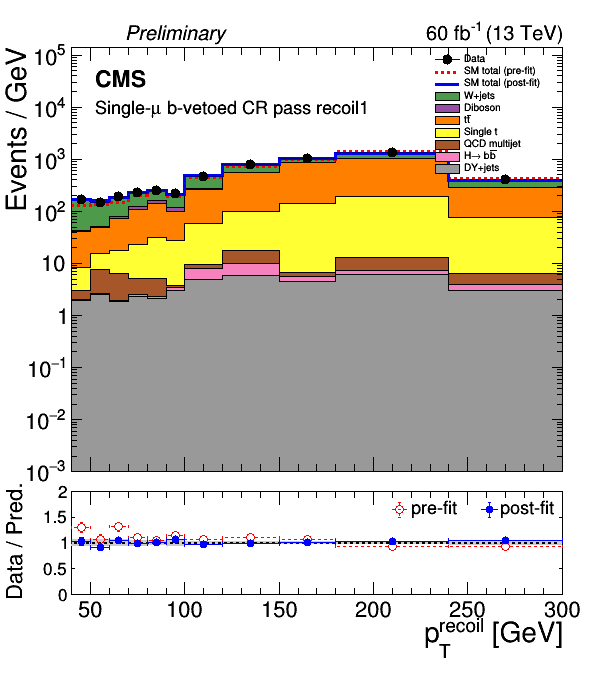 Preliminary 60 fb⁻¹ (13 TeV)
CMS
Single-μ b-vetoed CR pass recoil1
Data
SM total (pre-fit)
SM total (post-fit)
W+jets
Diboson
tt̅
Single t
QCD multijet
H→ bb̅
DY+jets
Events / GeV
10⁵
10⁴
10³
10²
10
1
10⁻¹
10⁻²
10⁻³
pre-fit post-fit
Data / Pred.
2
1.5
1
0.5
0
50 100 150 200 250 300
p_T^recoil [GeV]